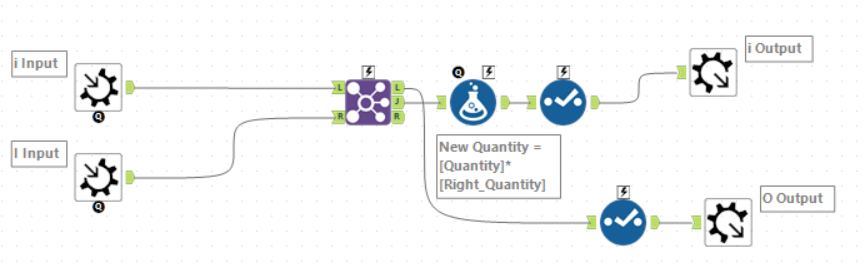 i Input
i Output
L
L
J
R
R
Q
Q
New Quantity =
[Quantity]*
[Right_Quantity]
I Input
Q
O Output